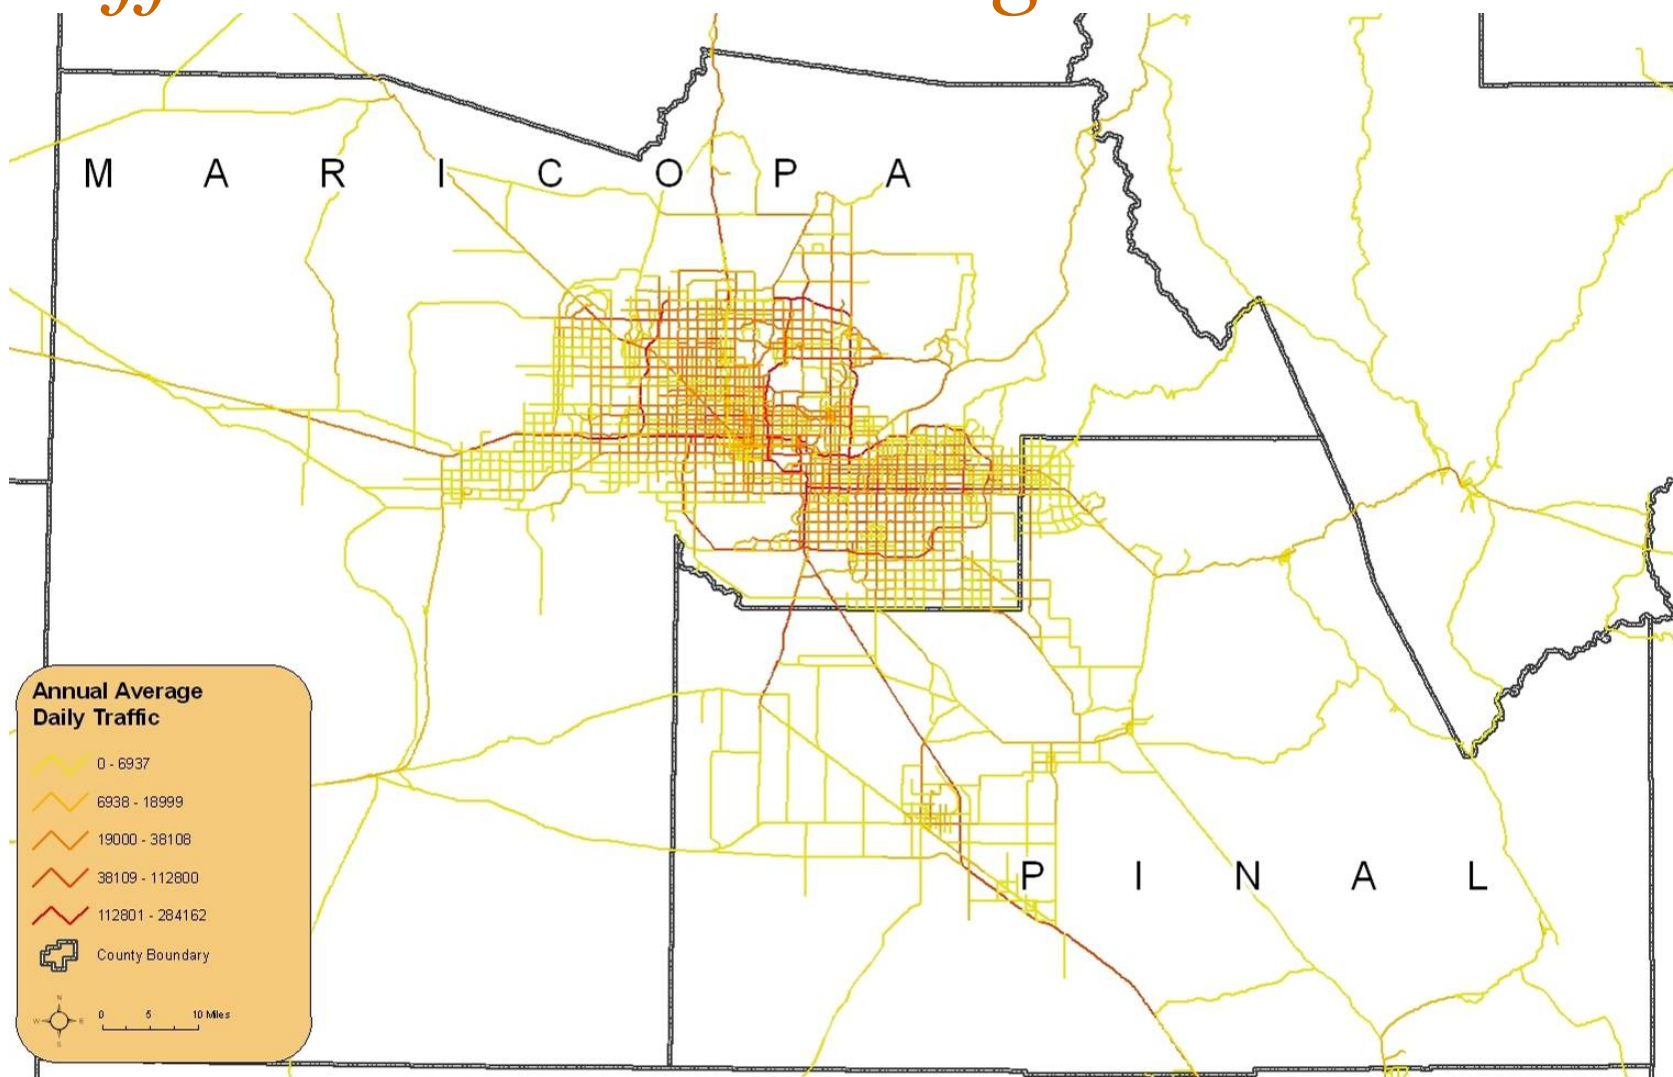 M A R I C O P A
Annual Average
Daily Traffic
0 - 6937
6938 - 18999
19000 - 38108
38109 - 112800
112801 - 284162
County Boundary
N
W E
S
0 5 10 Miles
P I N A L